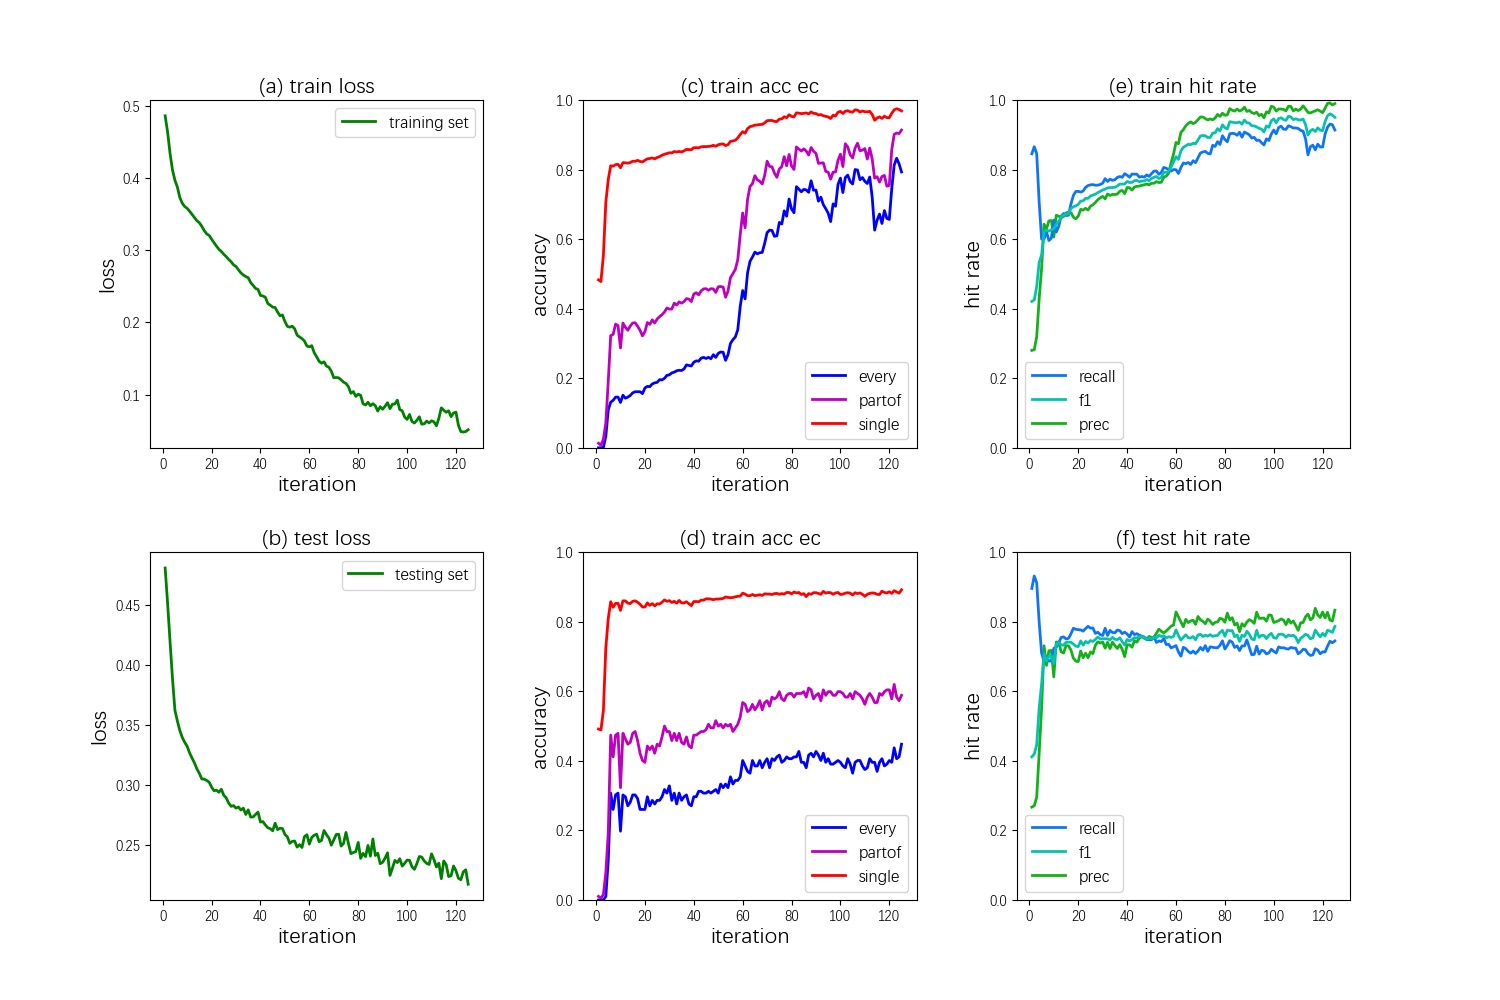 (a) train loss
0.5
0.4
0.3
0.2
0.1
loss
training set
0 20 40 60 80 100 120
iteration
(c) train acc ec
1.0
0.8
0.6
0.4
0.2
0.0
accuracy
every
partof
single
0 20 40 60 80 100 120
iteration
(e) train hit rate
1.0
0.8
0.6
0.4
0.2
0.0
hit rate
recall
f1
prec
0 20 40 60 80 100 120
iteration
(b) test loss
0.45
0.40
0.35
0.30
0.25
loss
testing set
0 20 40 60 80 100 120
iteration
(d) train acc ec
1.0
0.8
0.6
0.4
0.2
0.0
accuracy
every
partof
single
0 20 40 60 80 100 120
iteration
(f) test hit rate
1.0
0.8
0.6
0.4
0.2
0.0
hit rate
recall
f1
prec
0 20 40 60 80 100 120
iteration